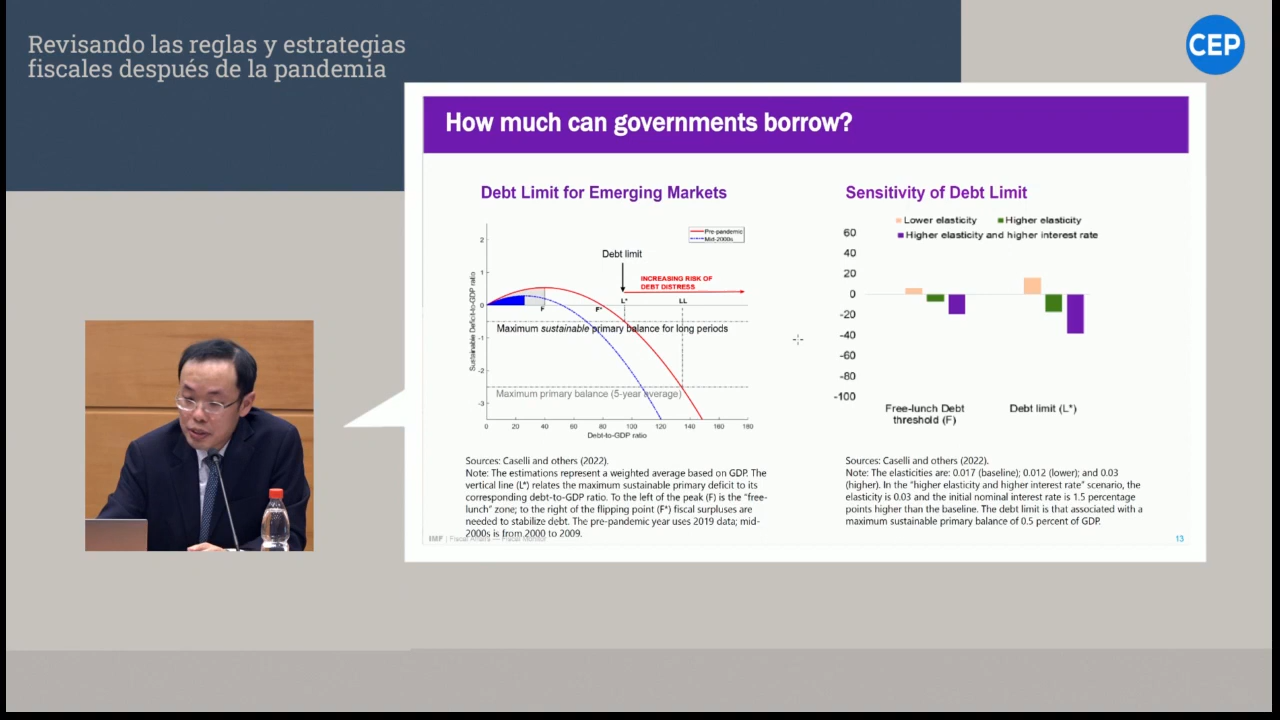 Revisando las reglas y estrategias
fiscales después de la pandemia
CEP
How much can governments borrow?
Debt Limit for Emerging Markets
Pre-pandemic
Mid-2000s
Debt limit
INCREASING RISK OF
DEBT DISTRESS
L*
LL
F
F*
Maximum sustainable primary balance for long periods
Maximum primary balance (5-year average)
Sustainable Deficit-to-GDP ratio
2
1
0
-1
-2
-3
0 20 40 60 80 100 120 140 160 180
Debt-to-GDP ratio
Sources: Caselli and others (2022).
Note: The estimations represent a weighted average based on GDP. The
vertical line (L*) relates the maximum sustainable primary deficit to its
corresponding debt-to-GDP ratio. To the left of the peak (F) is the "free-
lunch" zone; to the right of the flipping point (F*) fiscal surpluses are
needed to stabilize debt. The pre-pandemic year uses 2019 data; mid-
2000s is from 2000 to 2009.
Sensitivity of Debt Limit
Lower elasticity
Higher elasticity
Higher elasticity and higher interest rate
60
40
20
0
-20
-40
-60
-80
-100
Free-lunch Debt
threshold (F)
Debt limit (L*)
Sources: Caselli and others (2022).
Note: The elasticities are: 0.017 (baseline); 0.012 (lower); and 0.03
(higher). In the "higher elasticity and higher interest rate" scenario, the
elasticity is 0.03 and the initial nominal interest rate is 1.5 percentage
points higher than the baseline. The debt limit is that associated with a
maximum sustainable primary balance of 0.5 percent of GDP.
IMF | Fiscal Affairs — Fiscal Monitor
13